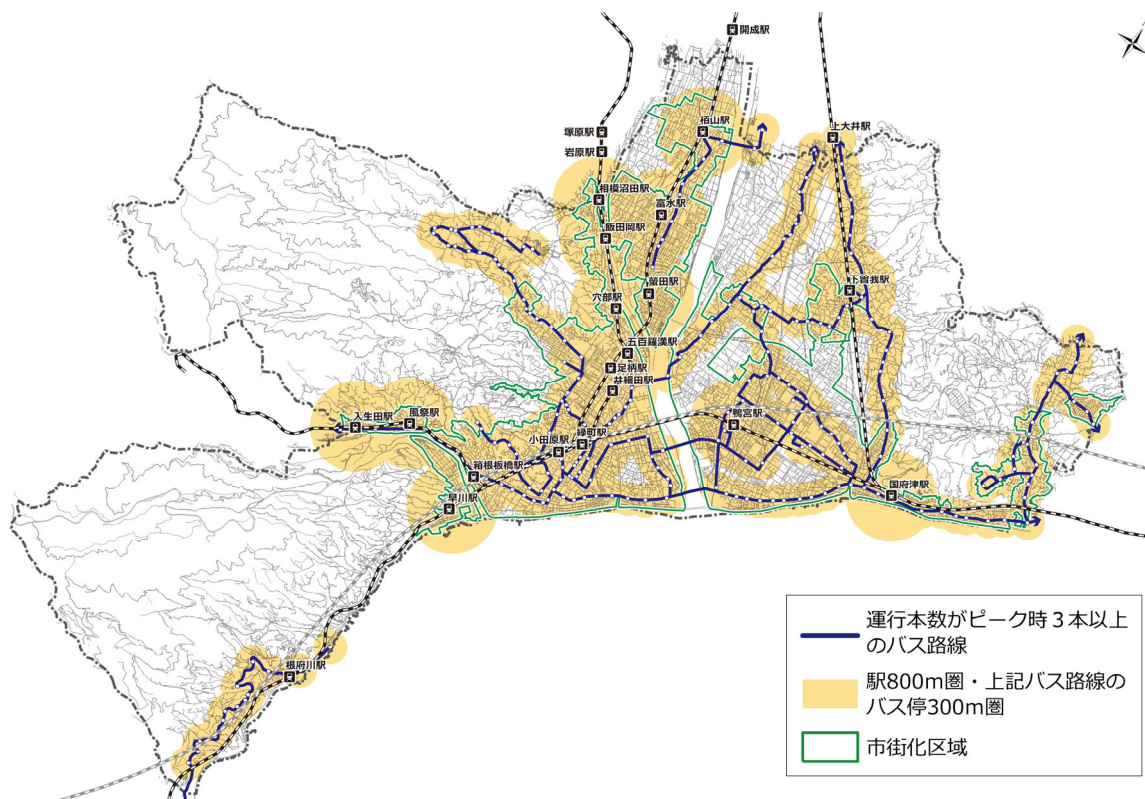 開成駅
塚原駅
栢山駅
上大井駅
岩原駅
相模沼田駅
富水駅
飯田岡駅
下曽我駅
螢田駅
穴部駅
五百羅漢駅
足柄駅
井細田駅
入生田駅
風祭駅
鴨宮駅
緑町駅
小田原駅
箱根板橋駅
国府津駅
早川駅
根府川駅
運行本数がピーク時3本以上
のバス路線
駅800m圏・上記バス路線の
バス停300m圏
市街化区域